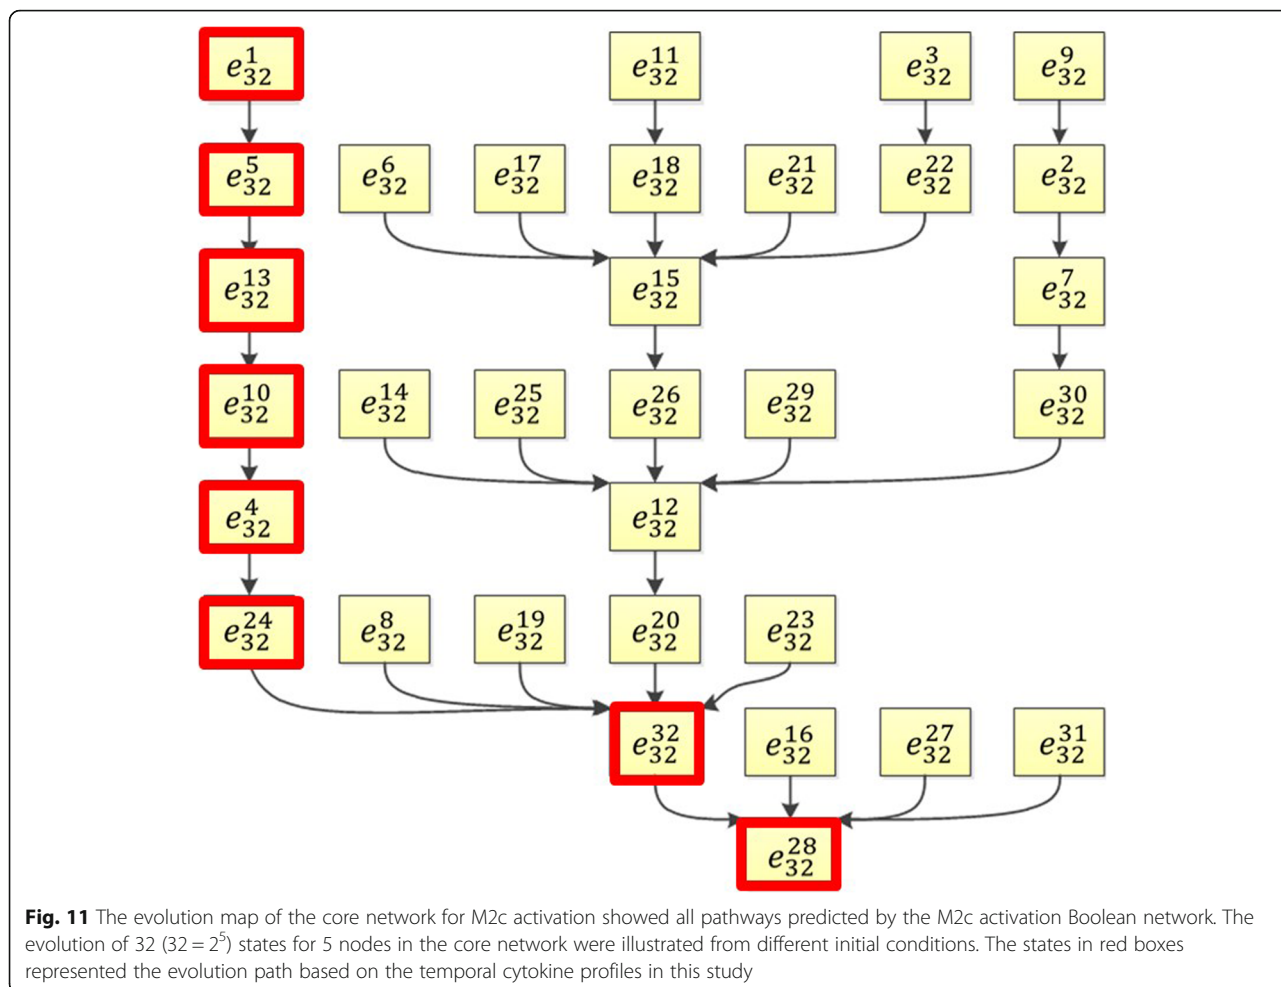 e^1_32 e^11_32 e^3_32 e^9_32
e^5_32 e^6_32 e^17_32 e^18_32 e^21_32 e^22_32 e^2_32
e^13_32 e^15_32 e^7_32
e^10_32 e^14_32 e^25_32 e^26_32 e^29_32 e^30_32
e^4_32 e^12_32
e^24_32 e^8_32 e^19_32 e^20_32 e^23_32
e^32_32 e^16_32 e^27_32 e^31_32
e^28_32
Fig. 11 The evolution map of the core network for M2c activation showed all pathways predicted by the M2c activation Boolean network. The
evolution of 32 (32 = 2^5) states for 5 nodes in the core network were illustrated from different initial conditions. The states in red boxes
represented the evolution path based on the temporal cytokine profiles in this study